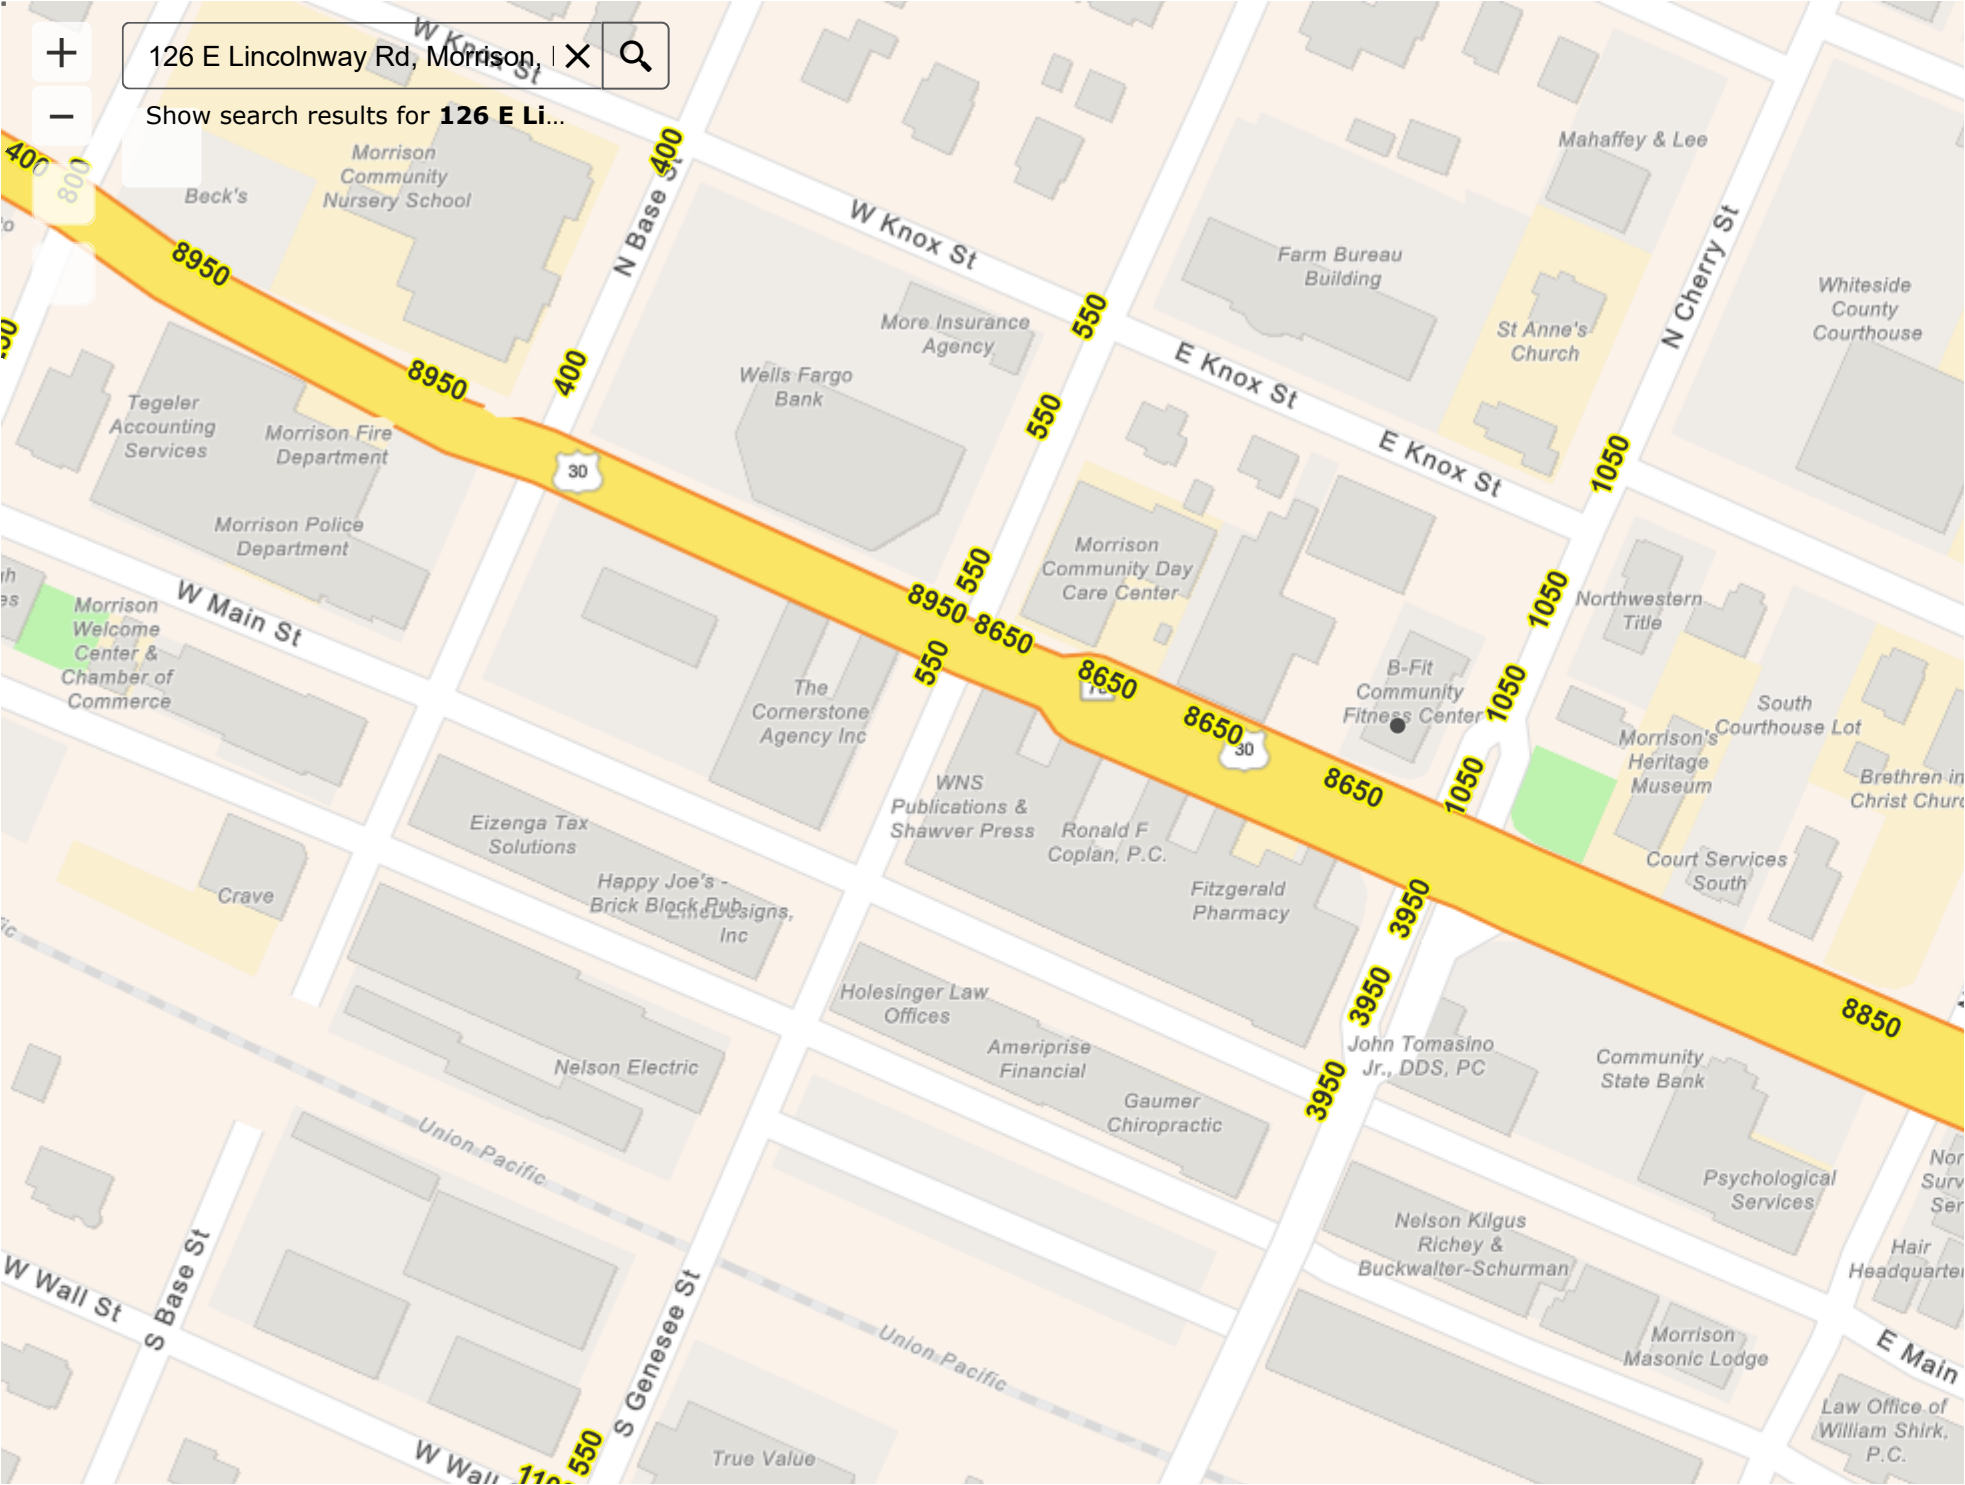 +
126 E Lincolnway Rd, Morrison,
−
Show search results for 126 E Li...
W Knox St
400
800
Beck's
Morrison
Community
Nursery School
400
N Base St
W Knox St
Mahaffey & Lee
N Cherry St
Farm Bureau
Building
Whiteside
County
Courthouse
St Anne's
Church
8950
8950
400
More Insurance
Agency
550
E Knox St
Wells Fargo
Bank
550
Tegeler
Accounting
Services
Morrison Fire
Department
30
E Knox St
1050
Morrison Police
Department
Morrison
Community Day
Care Center
550
1050
Northwestern
Title
W Main St
Morrison
Welcome
Center &
Chamber of
Commerce
8950
8650
550
8650
8650
30
8650
B-Fit
Community
Fitness Center
1050
South
Courthouse Lot
The
Cornerstone
Agency Inc
Morrison's
Heritage
Museum
1050
Brethren in
Christ Churc
WNS
Publications &
Shawver Press
Ronald F
Coplan, P.C.
Eizenga Tax
Solutions
Court Services
South
Crave
Happy Joe's -
Brick Block Pub
Inc
Fitzgerald
Pharmacy
3950
Holesinger Law
Offices
3950
8850
Nelson Electric
Ameriprise
Financial
John Tomasino
Jr., DDS, PC
Community
State Bank
3950
Gaumer
Chiropractic
Union Pacific
Psychological
Services
Nelson Kilgus
Richey &
Buckwalter-Schurman
Hair
Headquarter
W Wall St
S Base St
S Genesee St
Union Pacific
Morrison
Masonic Lodge
E Main
Law Office of
William Shirk,
P.C.
W Wall
550
True Value